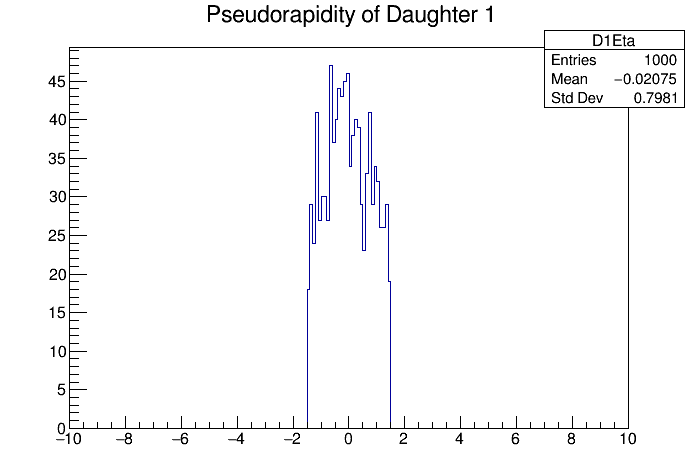 Pseudorapidity of Daughter 1
D1Eta
Entries 1000
Mean −0.02075
Std Dev 0.7981
45
40
35
30
25
20
15
10
5
0
−10 −8 −6 −4 −2 0 2 4 6 8 10